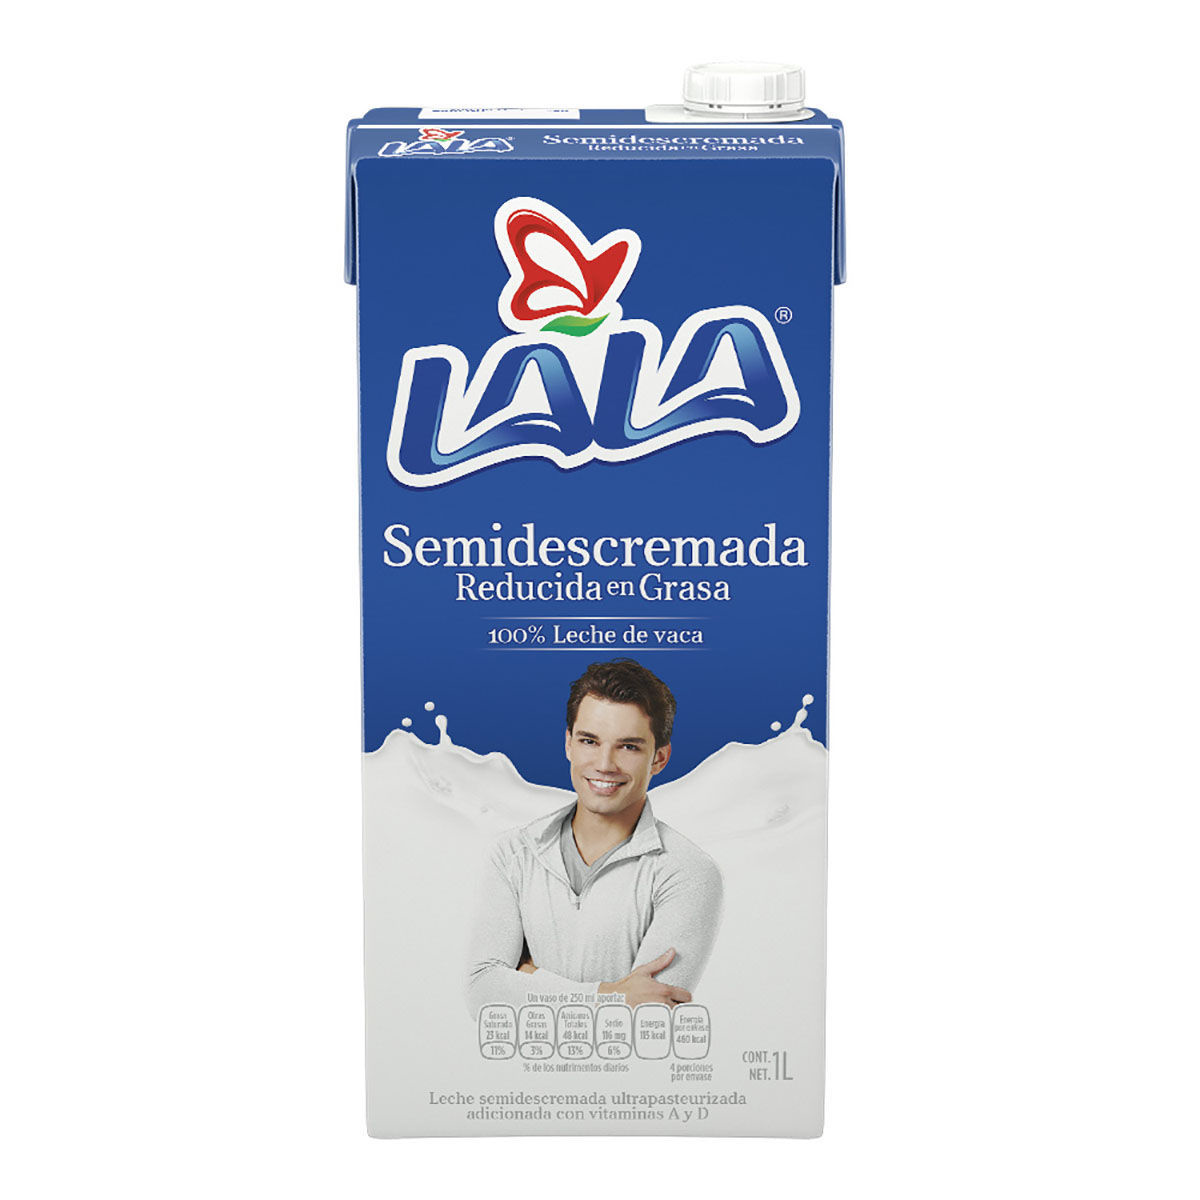 LALA®
Semidescremada
Reducida en Grasa
LALA®
Semidescremada
Reducida en Grasa
100% Leche de vaca
Un vaso de 250 ml aporta:
Grasa Saturada 23 kcal 11%
Otras Grasas 14 kcal 3%
Azúcares Totales 48 kcal 13%
Sodio 116 mg 6%
Energía 115 kcal
Energía por envase 460 kcal
% de los nutrimentos diarios
4 porciones por envase
CONT. NET. 1L
Leche semidescremada ultrapasteurizada
adicionada con vitaminas A y D